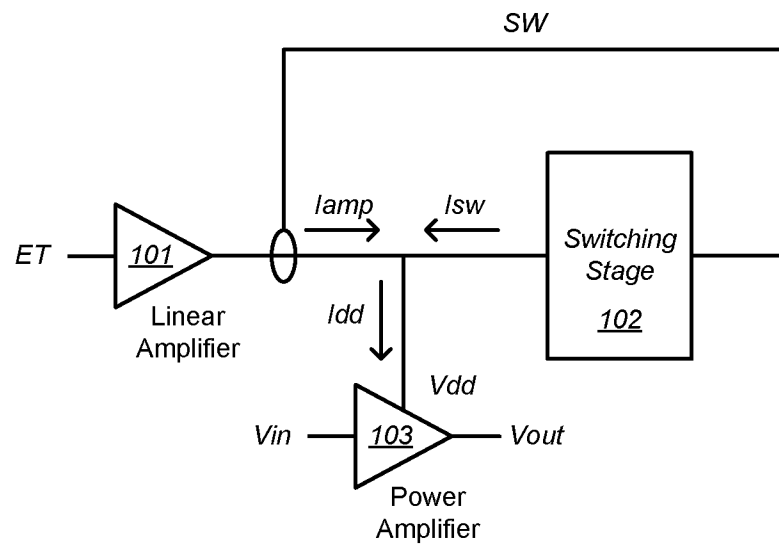 SW
Iamp
Isw
ET
101
Linear
Amplifier
Switching
Stage
102
Idd
Vdd
Vin
103
Vout
Power
Amplifier